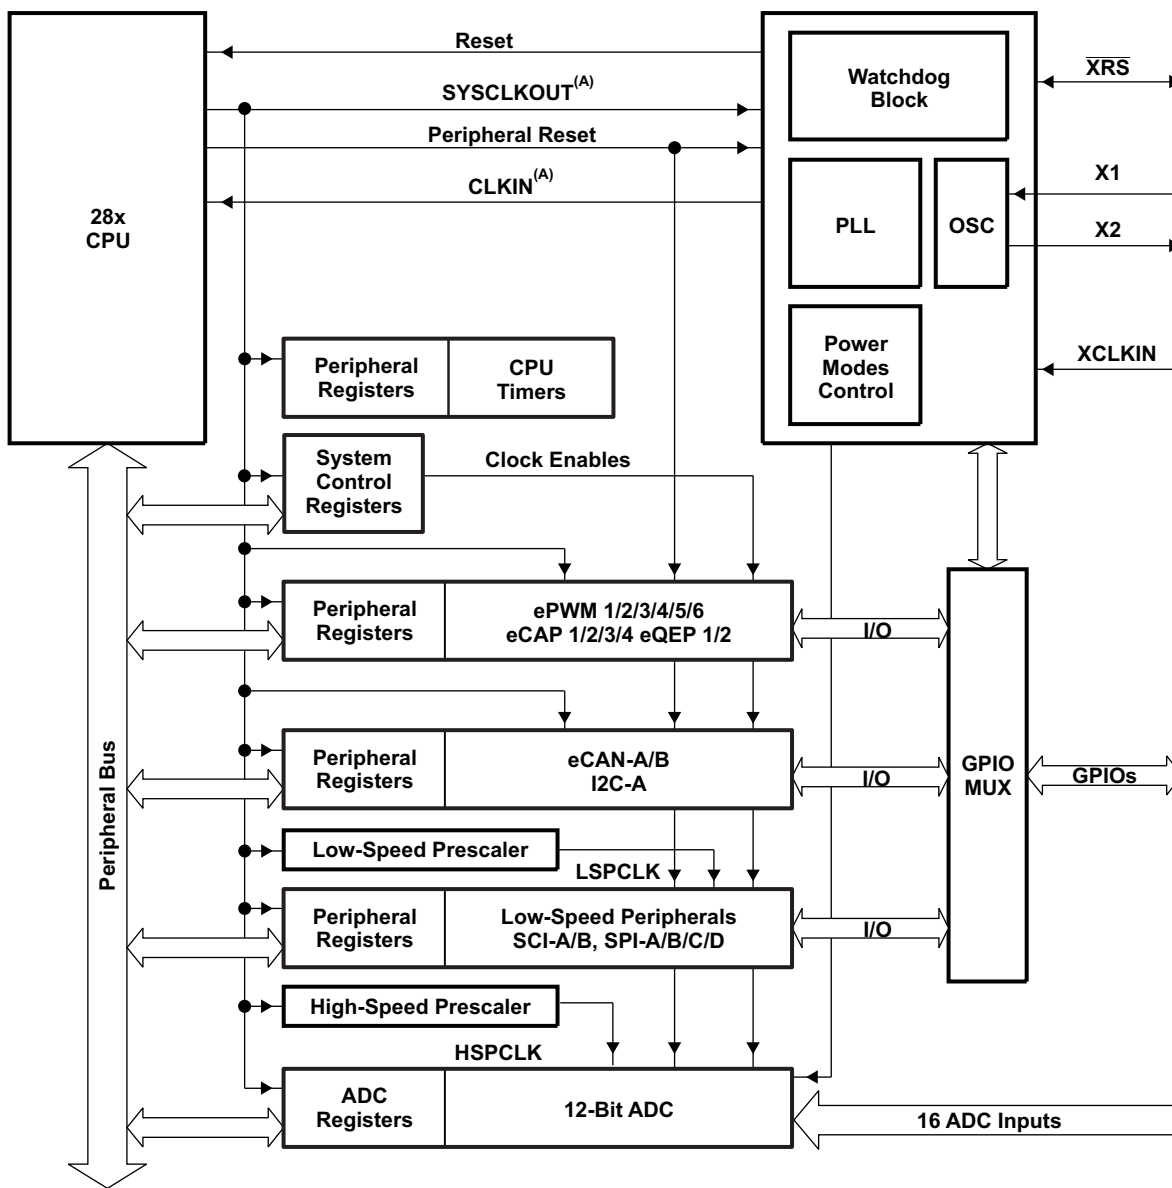 Reset
Watchdog
Block
XRS
SYSCLKOUT(A)
Peripheral Reset
CLKIN(A)
X1
28x
CPU
PLL
OSC
X2
Peripheral
Registers
CPU
Timers
Power
Modes
Control
XCLKIN
System
Control
Registers
Clock Enables
Peripheral
Registers
ePWM 1/2/3/4/5/6
eCAP 1/2/3/4 eQEP 1/2
I/O
Peripheral Bus
Peripheral
Registers
eCAN-A/B
I2C-A
I/O
GPIO
MUX
GPIOs
Low-Speed Prescaler
LSPCLK
Peripheral
Registers
Low-Speed Peripherals
SCI-A/B, SPI-A/B/C/D
I/O
High-Speed Prescaler
HSPCLK
ADC
Registers
12-Bit ADC
16 ADC Inputs